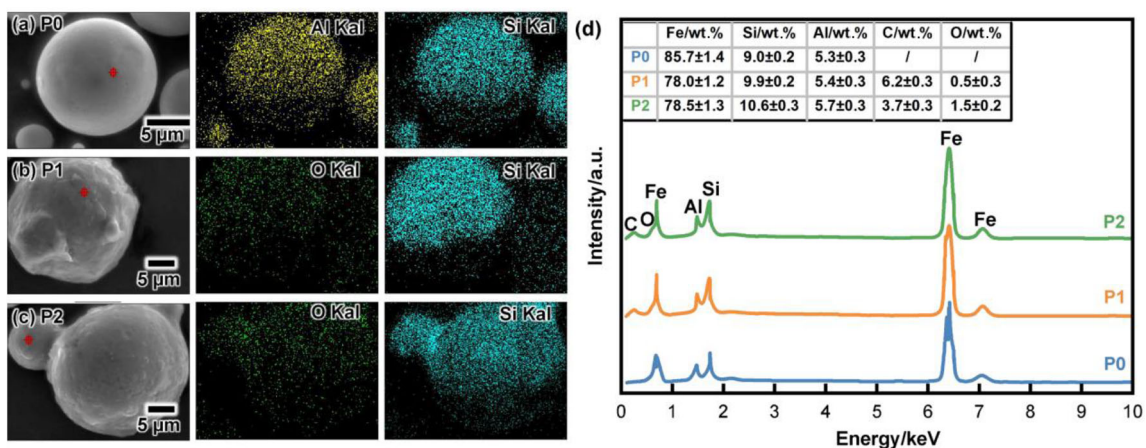 (a) P0
Al Kal
Si Kal
5 µm
(b) P1
O Kal
Si Kal
5 µm
(c) P2
O Kal
Si Kal
5 µm
(d)
Fe/wt.% Si/wt.% Al/wt.% C/wt.% O/wt.%
P0 85.7±1.4 9.0±0.2 5.3±0.3 / /
P1 78.0±1.2 9.9±0.2 5.4±0.3 6.2±0.3 0.5±0.3
P2 78.5±1.3 10.6±0.3 5.7±0.3 3.7±0.3 1.5±0.2
Intensity/a.u.
C O Fe Al Si Fe Fe
P2
P1
P0
0 1 2 3 4 5 6 7 8 9 10
Energy/keV